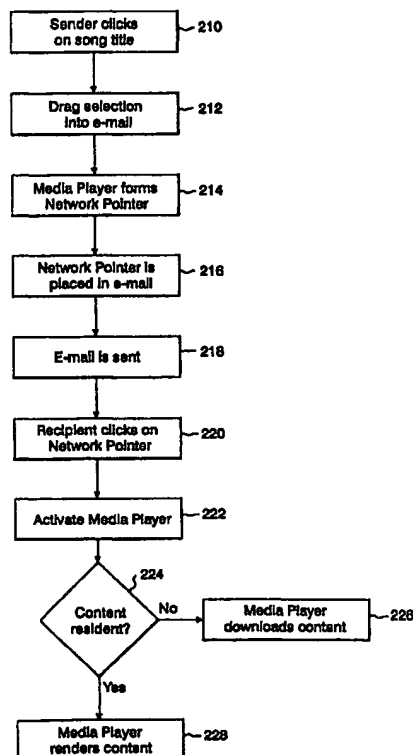 Sender clicks
on song title
210
Drag selection
into e-mail
212
Media Player forms
Network Pointer
214
Network Pointer is
placed in e-mail
216
E-mail is sent
218
Recipient clicks on
Network Pointer
220
Activate Media Player
222
224
Content
resident?
No
Media Player
downloads content
226
Yes
Media Player
renders content
228